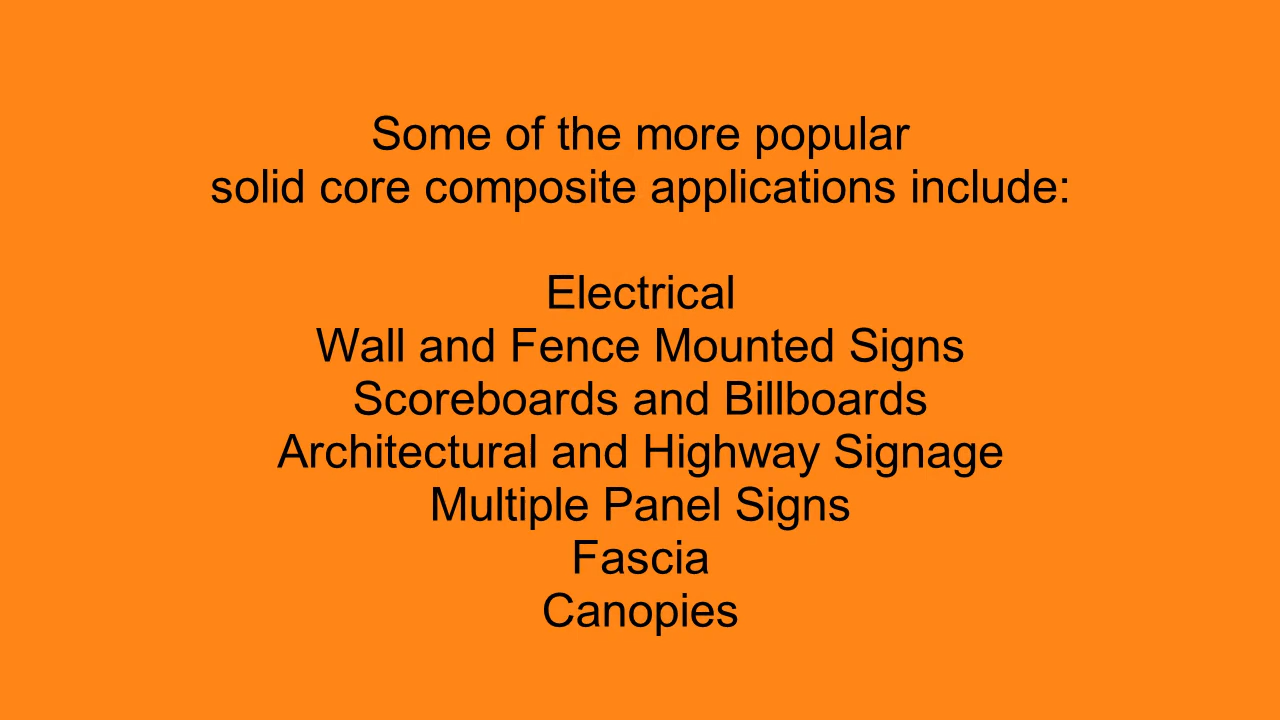 Some of the more popular
solid core composite applications include:
Electrical
Wall and Fence Mounted Signs
Scoreboards and Billboards
Architectural and Highway Signage
Multiple Panel Signs
Fascia
Canopies